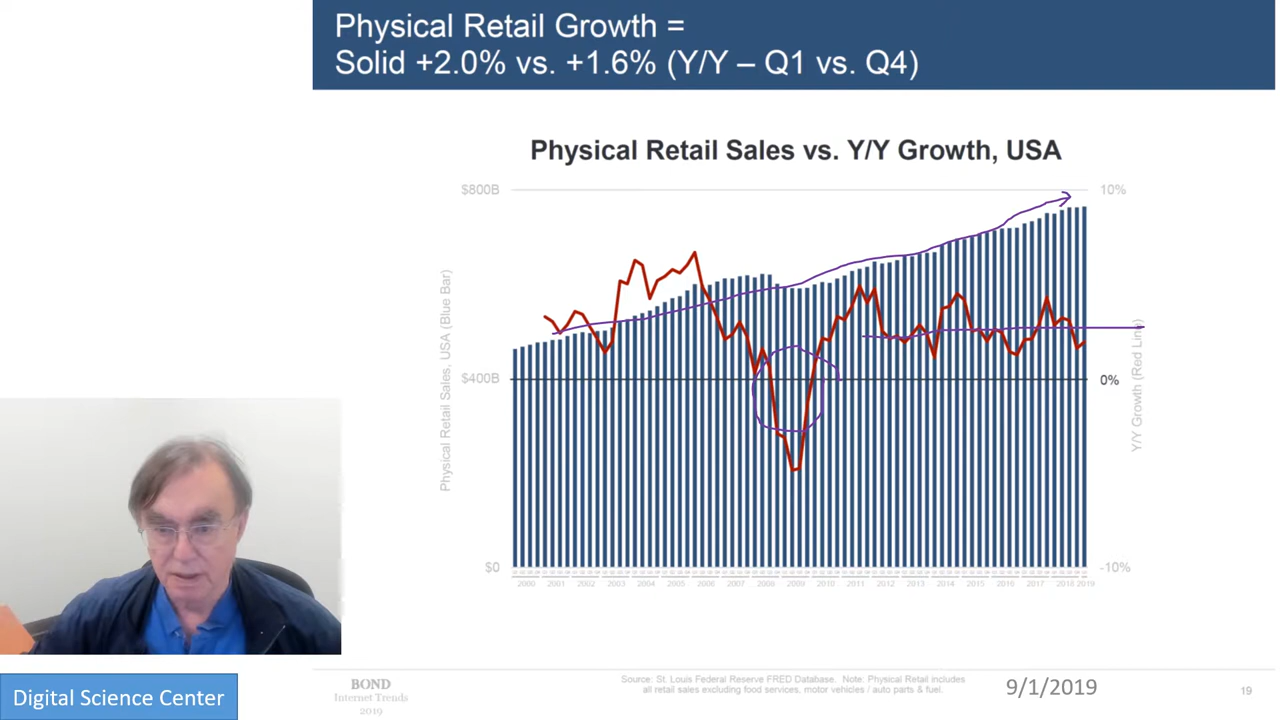 Physical Retail Growth =
Solid +2.0% vs. +1.6% (Y/Y – Q1 vs. Q4)
Physical Retail Sales vs. Y/Y Growth, USA
$800B
$400B
$0
Physical Retail Sales, USA (Blue Bar)
10%
0%
-10%
Y/Y Growth (Red Line)
2000 2001 2002 2003 2004 2005 2006 2007 2008 2009 2010 2011 2012 2013 2014 2015 2016 2017 2018 2019
Digital Science Center
BOND
Internet Trends
2019
Source: St. Louis Federal Reserve FRED Database. Note: Physical Retail includes
all retail sales excluding food services, motor vehicles / auto parts & fuel.
9/1/2019
19